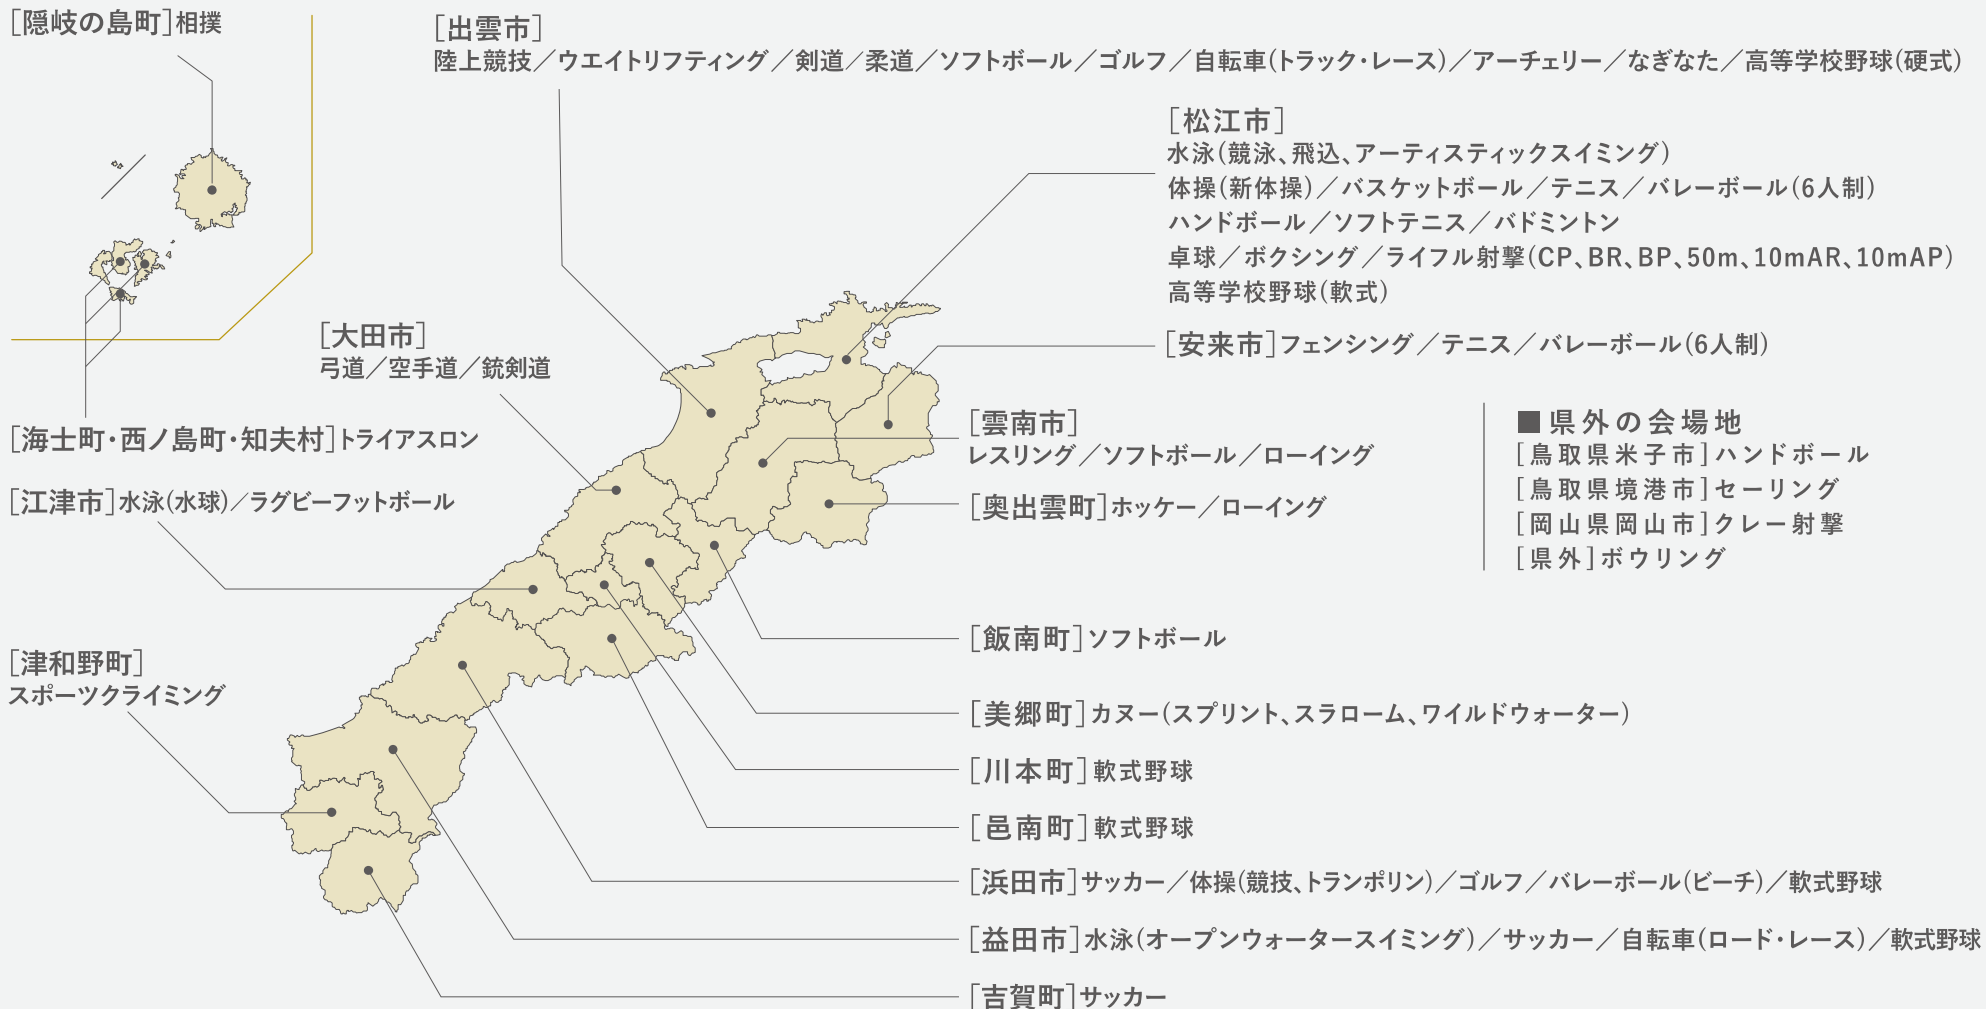 [隠岐の島町]相撲
[出雲市]
陸上競技／ウエイトリフティング／剣道／柔道／ソフトボール／ゴルフ／自転車(トラック・レース)／アーチェリー／なぎなた／高等学校野球(硬式)
[松江市]
水泳(競泳、飛込、アーティスティックスイミング)
体操(新体操)／バスケットボール／テニス／バレーボール(6人制)
ハンドボール／ソフトテニス／バドミントン
卓球／ボクシング／ライフル射撃(CP、BR、BP、50m、10mAR、10mAP)
高等学校野球(軟式)
[大田市]
弓道／空手道／銃剣道
[安来市]フェンシング／テニス／バレーボール(6人制)
[海士町・西ノ島町・知夫村]トライアスロン
[雲南市]
レスリング／ソフトボール／ローイング
■県外の会場地
[鳥取県米子市]ハンドボール
[鳥取県境港市]セーリング
[岡山県岡山市]クレー射撃
[県外]ボウリング
[江津市]水泳(水球)／ラグビーフットボール
[奥出雲町]ホッケー／ローイング
[飯南町]ソフトボール
[津和野町]
スポーツクライミング
[美郷町]カヌー(スプリント、スラローム、ワイルドウォーター)
[川本町]軟式野球
[邑南町]軟式野球
[浜田市]サッカー／体操(競技、トランポリン)／ゴルフ／バレーボール(ビーチ)／軟式野球
[益田市]水泳(オープンウォータースイミング)／サッカー／自転車(ロード・レース)／軟式野球
[吉賀町]サッカー